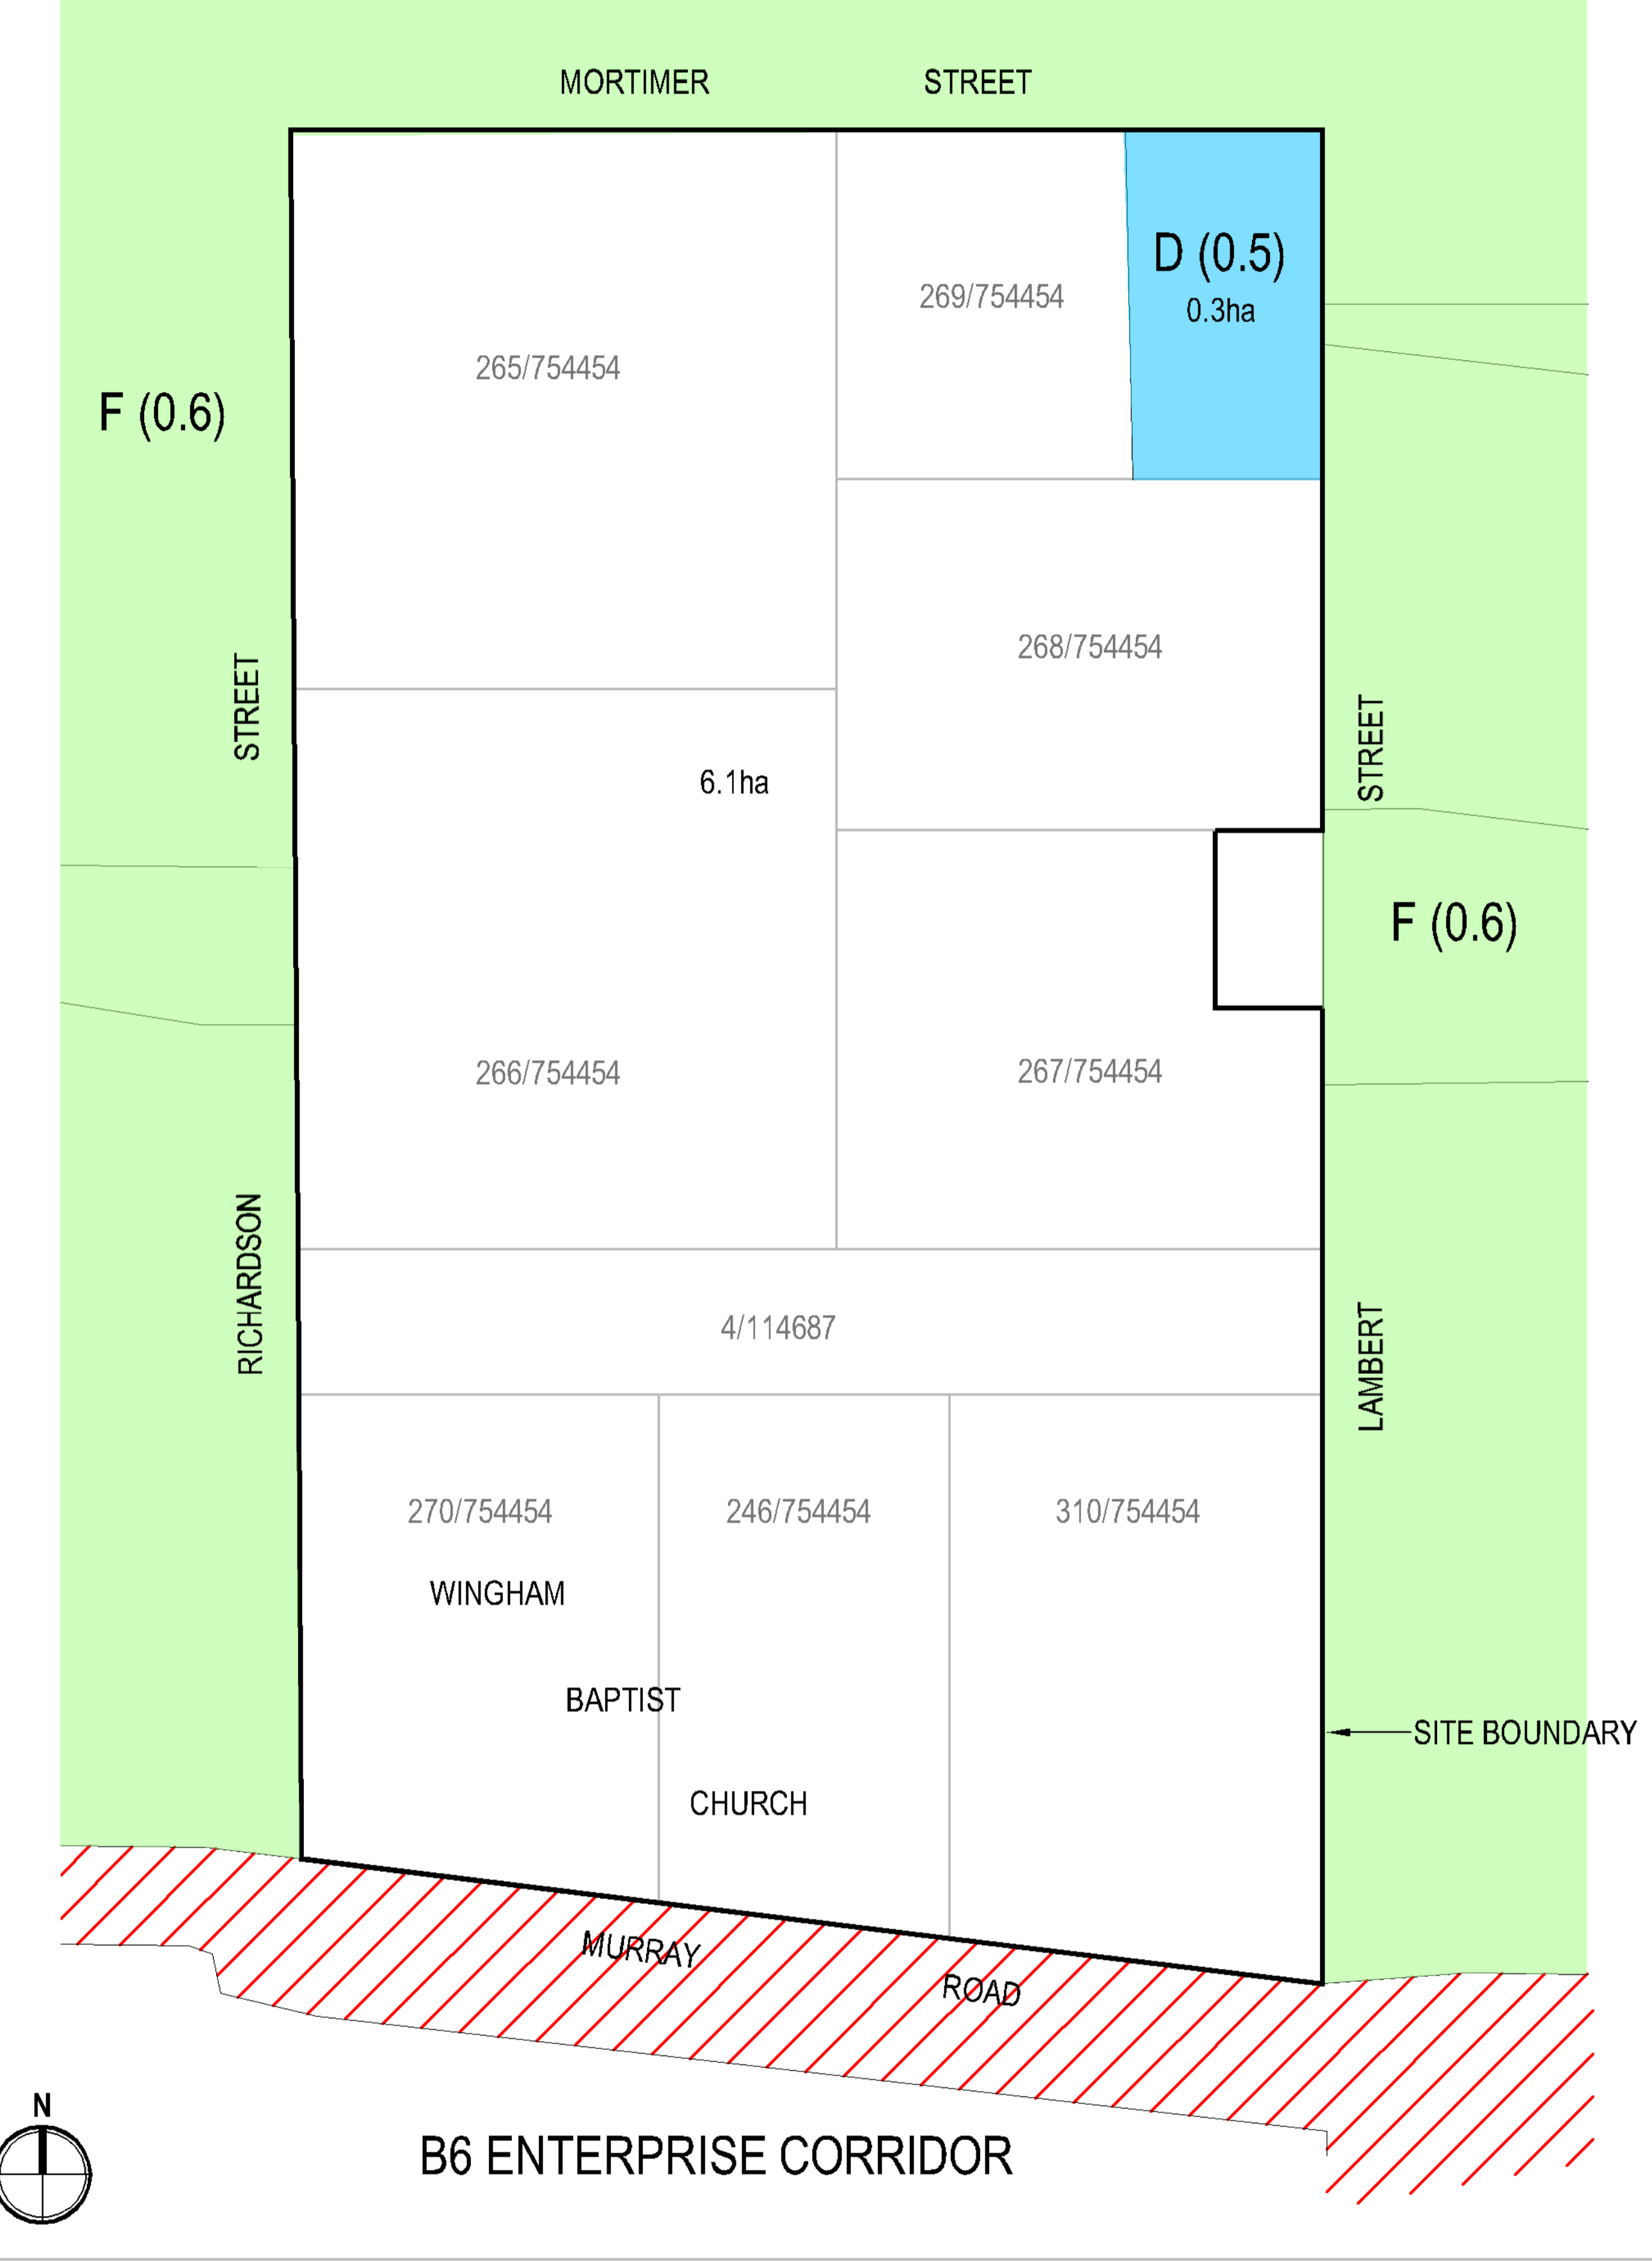 MORTIMER STREET
D (0.5)
0.3ha
269/754454
265/754454
F (0.6)
268/754454
STREET
STREET
6.1ha
F (0.6)
266/754454
267/754454
RICHARDSON
4/114687
LAMBERT
270/754454
246/754454
310/754454
WINGHAM
BAPTIST
SITE BOUNDARY
CHURCH
MURRAY
ROAD
N
B6 ENTERPRISE CORRIDOR